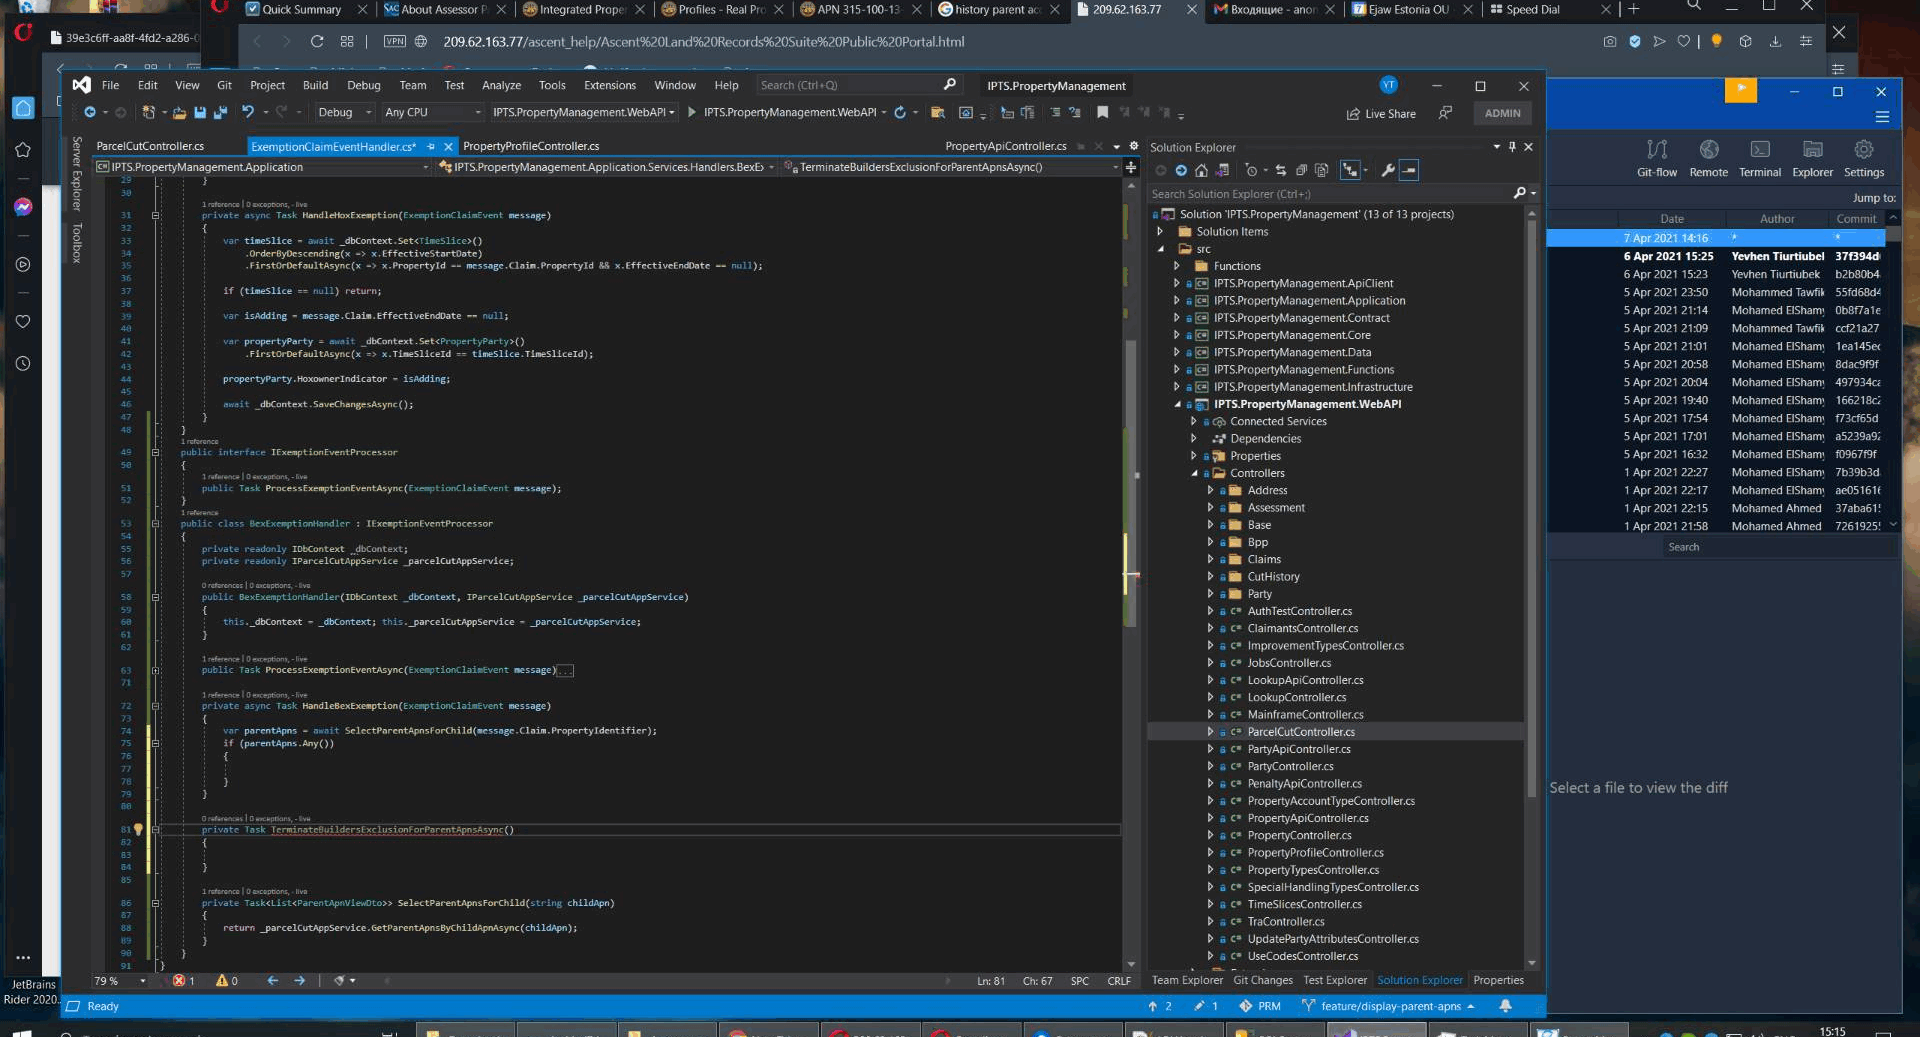 Quick Summary
About Assessor P
Integrated Proper
Profiles - Real Pro
APN 315-100-13-
history parent acc
209.62.163.77
Входящие - anon
Ejaw Estonia OU
Speed Dial
39e3c6ff-aa8f-4fd2-a286-0
VPN
209.62.163.77/ascent_help/Ascent%20Land%20Records%20Suite%20Public%20Portal.html
File Edit View Git Project Build Debug Team Test Analyze Tools Extensions Window Help Search (Ctrl+Q) IPTS.PropertyManagement YT
Debug Any CPU IPTS.PropertyManagement.WebAPI IPTS.PropertyManagement.WebAPI Live Share ADMIN
Server Explorer
Toolbox
ParcelCutController.cs ExemptionClaimEventHandler.cs* PropertyProfileController.cs PropertyApiController.cs
IPTS.PropertyManagement.Application IPTS.PropertyManagement.Application.Services.Handlers.BexEx TerminateBuildersExclusionForParentApnsAsync()
29 }
30
1 reference | 0 exceptions, - live
31 private async Task HandleHoxExemption(ExemptionClaimEvent message)
32 {
33 var timeSlice = await _dbContext.Set<TimeSlice>()
34 .OrderByDescending(x => x.EffectiveStartDate)
35 .FirstOrDefaultAsync(x => x.PropertyId == message.Claim.PropertyId && x.EffectiveEndDate == null);
36
37 if (timeSlice == null) return;
38
39 var isAdding = message.Claim.EffectiveEndDate == null;
40
41 var propertyParty = await _dbContext.Set<PropertyParty>()
42 .FirstOrDefaultAsync(x => x.TimeSliceId == timeSlice.TimeSliceId);
43
44 propertyParty.HoxownerIndicator = isAdding;
45
46 await _dbContext.SaveChangesAsync();
47 }
48 }
1 reference
49 public interface IExemptionEventProcessor
50 {
1 reference | 0 exceptions, - live
51 public Task ProcessExemptionEventAsync(ExemptionClaimEvent message);
52 }
1 reference
53 public class BexExemptionHandler : IExemptionEventProcessor
54 {
55 private readonly IDbContext _dbContext;
56 private readonly IParcelCutAppService _parcelCutAppService;
57
0 references | 0 exceptions, - live
58 public BexExemptionHandler(IDbContext _dbContext, IParcelCutAppService _parcelCutAppService)
59 {
60 this._dbContext = _dbContext; this._parcelCutAppService = _parcelCutAppService;
61 }
62
1 reference | 0 exceptions, - live
63 public Task ProcessExemptionEventAsync(ExemptionClaimEvent message)...
71
1 reference | 0 exceptions, - live
72 private async Task HandleBexExemption(ExemptionClaimEvent message)
73 {
74 var parentApns = await SelectParentApnsForChild(message.Claim.PropertyIdentifier);
75 if (parentApns.Any())
76 {
77
78 }
79 }
80
0 references | 0 exceptions, - live
81 private Task TerminateBuildersExclusionForParentApnsAsync()
82 {
83
84 }
85
1 reference | 0 exceptions, - live
86 private Task<List<ParentApnViewDto>> SelectParentApnsForChild(string childApn)
87 {
88 return _parcelCutAppService.GetParentApnsByChildApnAsync(childApn);
89 }
90 }
91 }
79 % 1 0 Ln: 81 Ch: 67 SPC CRLF
Ready 2 1 PRM feature/display-parent-apns
Solution Explorer
Search Solution Explorer (Ctrl+;)
Solution 'IPTS.PropertyManagement' (13 of 13 projects)
Solution Items
src
Functions
IPTS.PropertyManagement.ApiClient
IPTS.PropertyManagement.Application
IPTS.PropertyManagement.Contract
IPTS.PropertyManagement.Core
IPTS.PropertyManagement.Data
IPTS.PropertyManagement.Functions
IPTS.PropertyManagement.Infrastructure
IPTS.PropertyManagement.WebAPI
Connected Services
Dependencies
Properties
Controllers
Address
Assessment
Base
Bpp
Claims
CutHistory
Party
AuthTestController.cs
ClaimantsController.cs
ImprovementTypesController.cs
JobsController.cs
LookupApiController.cs
LookupController.cs
MainframeController.cs
ParcelCutController.cs
PartyApiController.cs
PartyController.cs
PenaltyApiController.cs
PropertyAccountTypeController.cs
PropertyApiController.cs
PropertyController.cs
PropertyProfileController.cs
PropertyTypesController.cs
SpecialHandlingTypesController.cs
TimeSlicesController.cs
TraController.cs
UpdatePartyAttributesController.cs
UseCodesController.cs
Team Explorer Git Changes Test Explorer Solution Explorer Properties
Git-flow Remote Terminal Explorer Settings
Jump to:
Date Author Commit
7 Apr 2021 14:16 * *
6 Apr 2021 15:25 Yevhen Tiurtiubel 37f394d
6 Apr 2021 15:23 Yevhen Tiurtiubek b2b80b4
5 Apr 2021 23:50 Mohammed Tawfik 55fd68d4
5 Apr 2021 21:14 Mohamed ElShamy 0b8f7a1e
5 Apr 2021 21:09 Mohammed Tawfik ccf21a27
5 Apr 2021 21:01 Mohamed ElShamy 1ea145ec
5 Apr 2021 20:58 Mohamed ElShamy 8dac9f9f
5 Apr 2021 20:04 Mohamed ElShamy 497934ca
5 Apr 2021 19:40 Mohamed ElShamy 166218c2
5 Apr 2021 17:54 Mohamed ElShamy f73cf65d
5 Apr 2021 17:01 Mohamed ElShamy a5239a92
5 Apr 2021 16:32 Mohamed ElShamy f0967f9f
1 Apr 2021 22:27 Mohamed ElShamy 7b39b3d
1 Apr 2021 22:17 Mohamed ElShamy ae051616
1 Apr 2021 22:15 Mohamed Ahmed 37aba61
1 Apr 2021 21:58 Mohamed Ahmed 7261925
Search
Select a file to view the diff
JetBrains
Rider 2020...
15:15